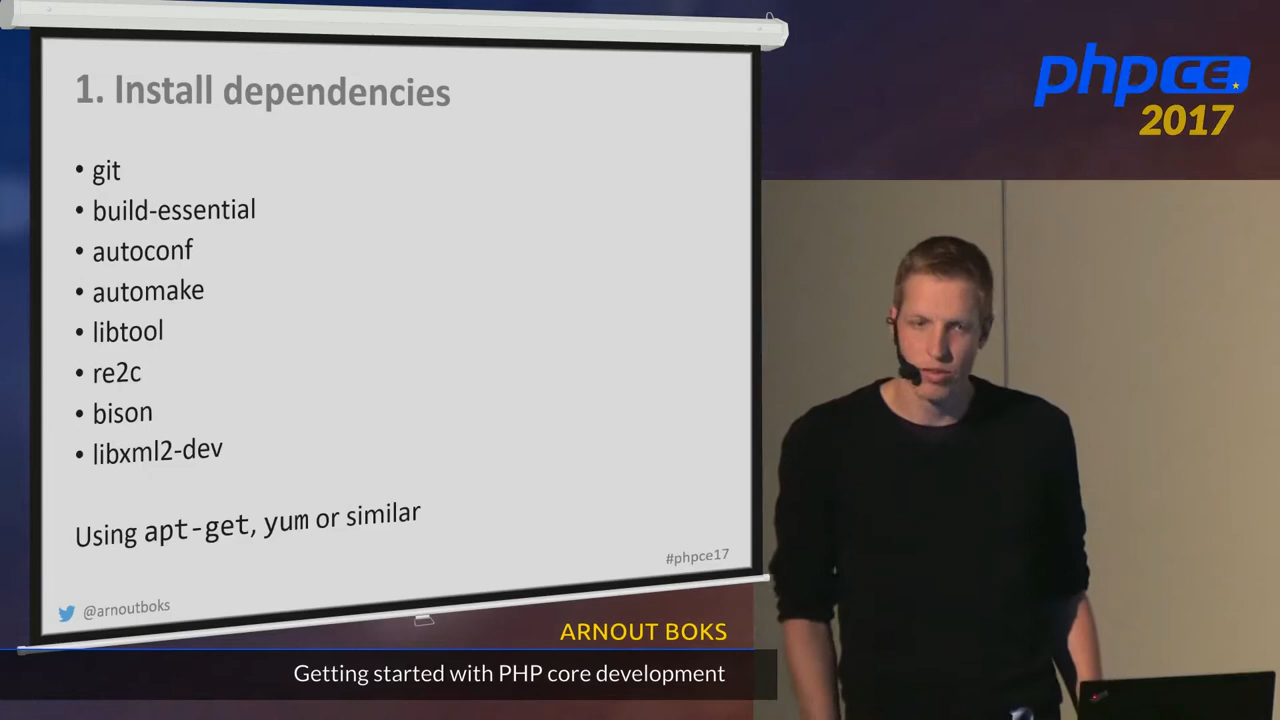 1. Install dependencies
• git
• build-essential
• autoconf
• automake
• libtool
• re2c
• bison
• libxml2-dev
Using apt-get, yum or similar
#phpce17
@arnoutboks
phpCE
2017
ARNOUT BOKS
Getting started with PHP core development